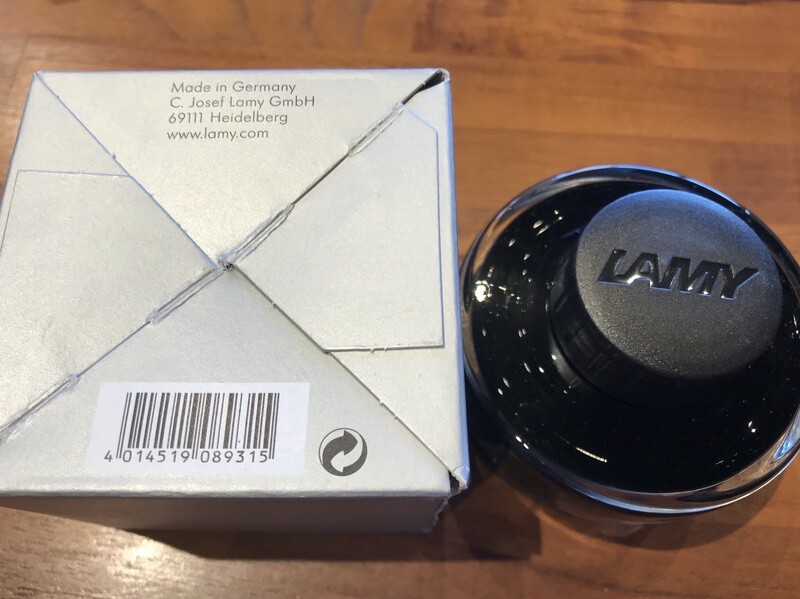 Made in Germany
C. Josef Lamy GmbH
69111 Heidelberg
www.lamy.com
LAMY
4 014519 089315